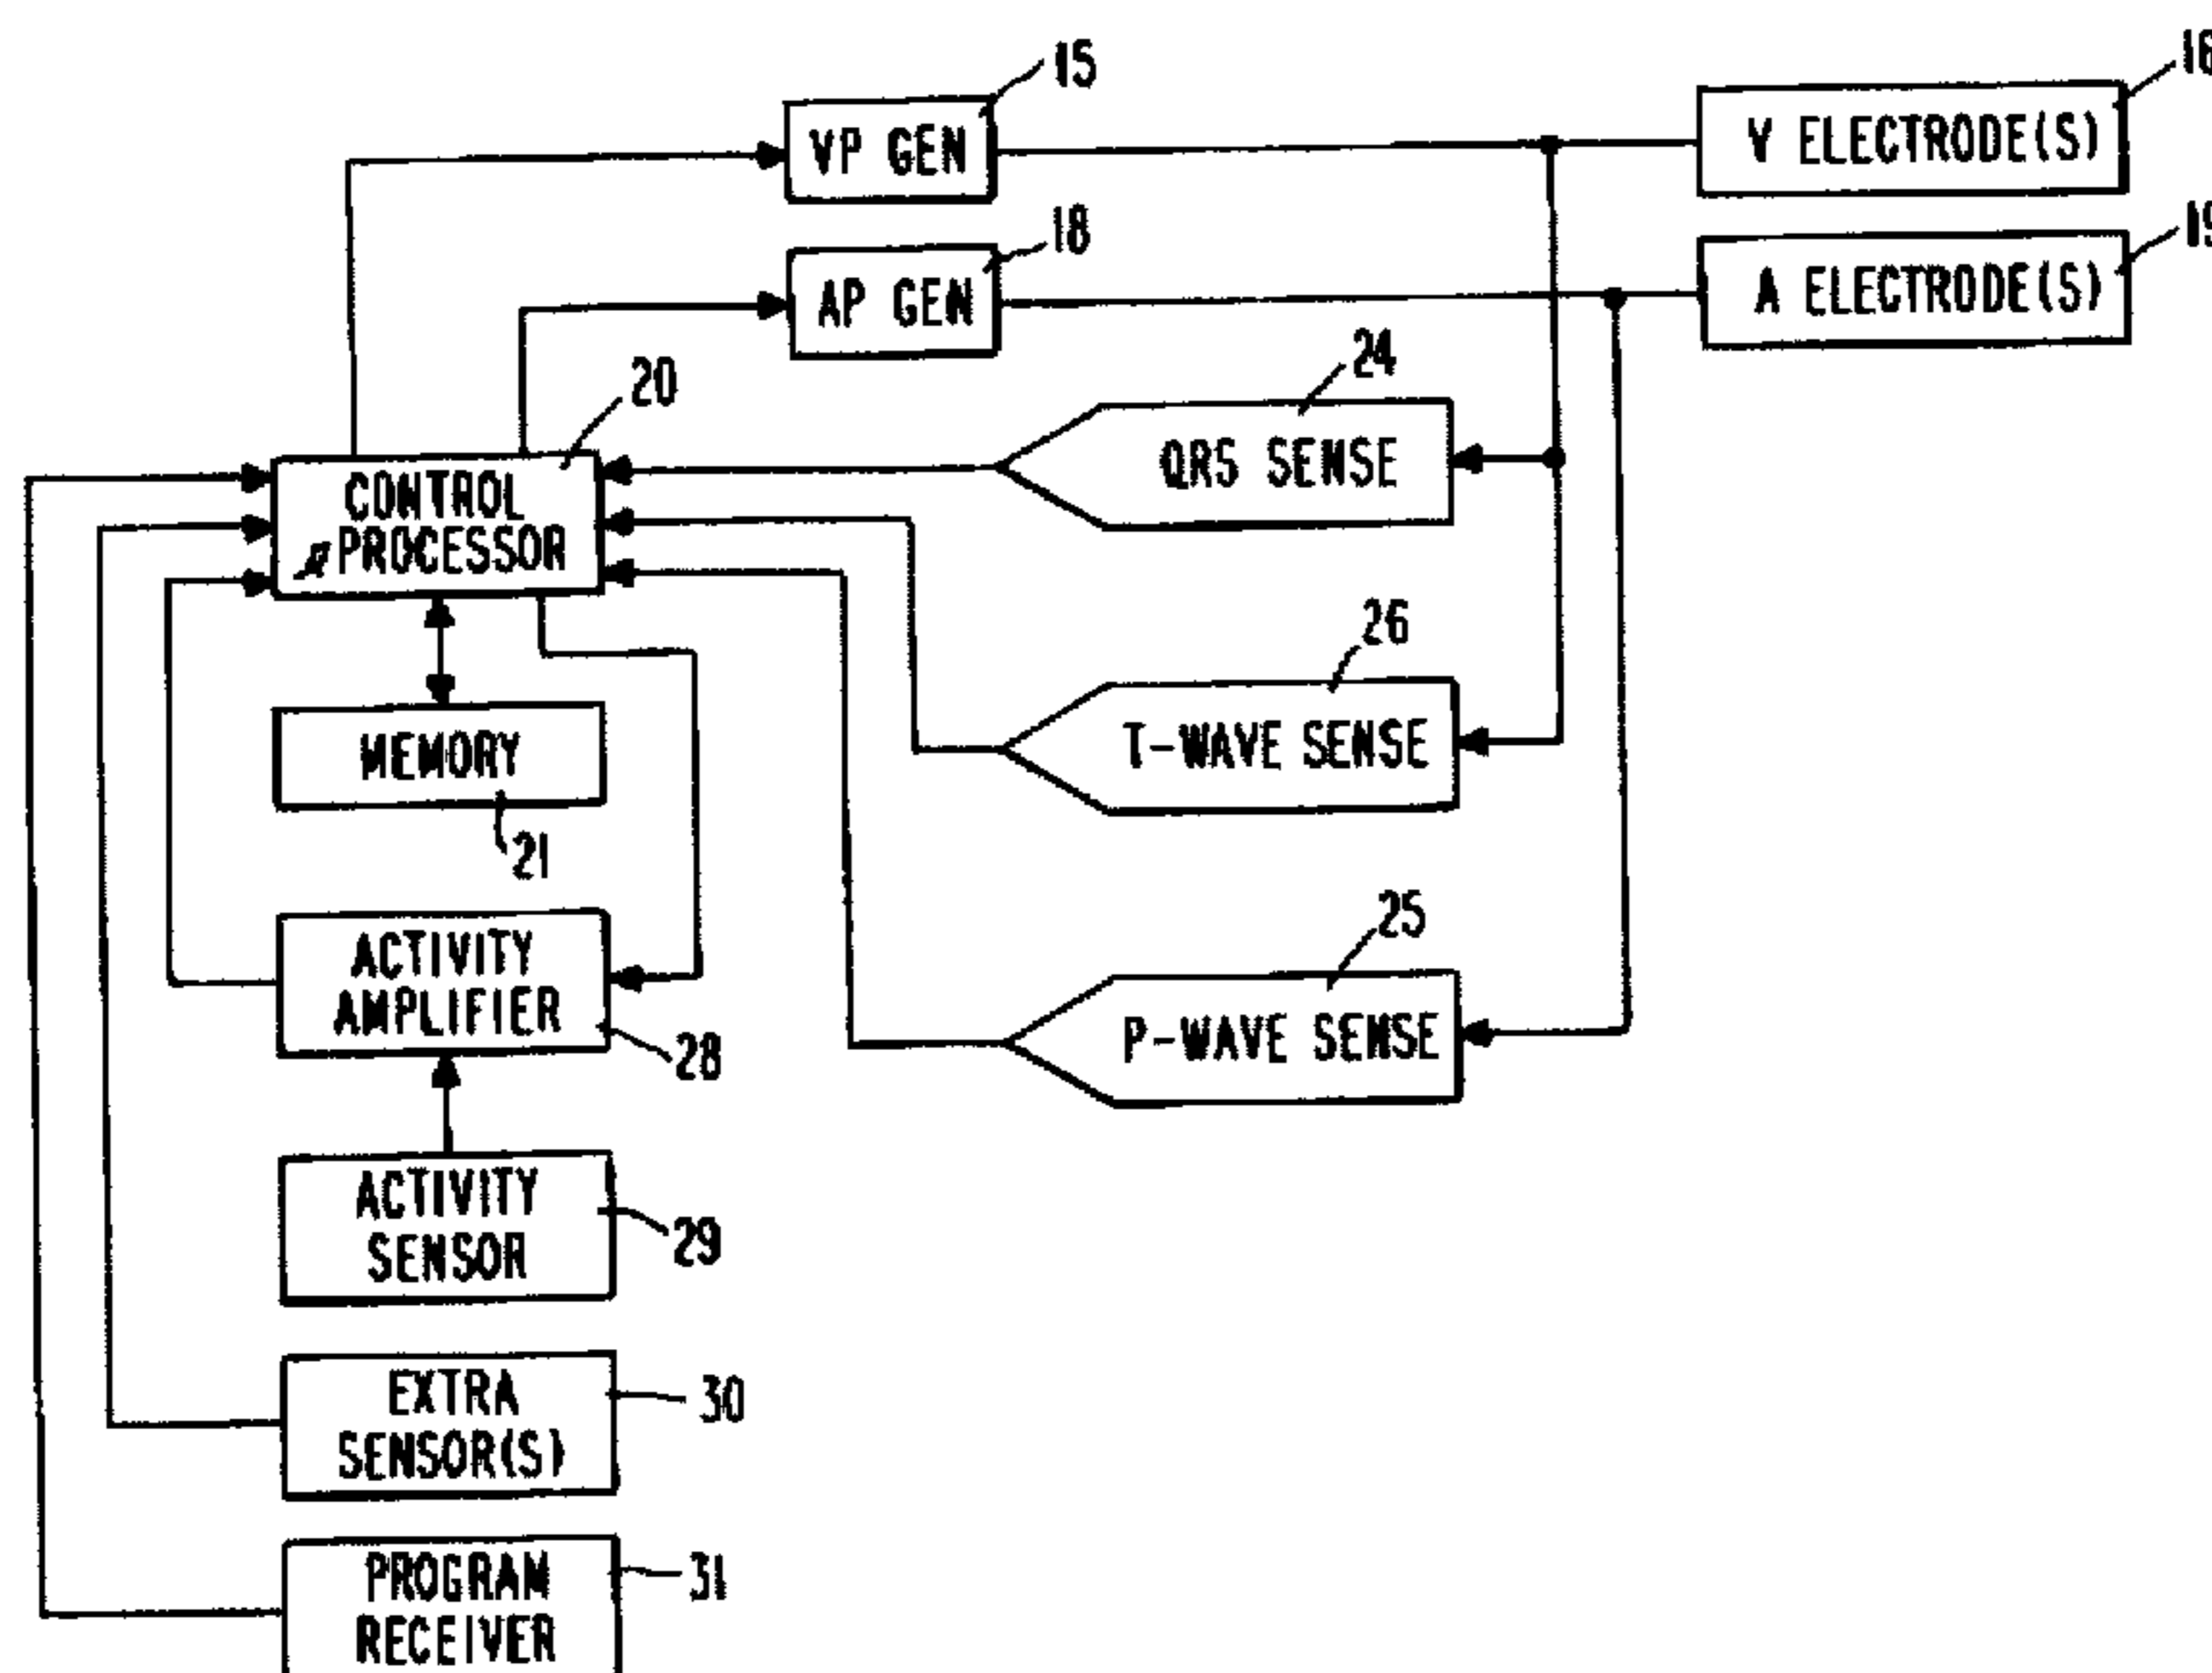 15
VP GEN
16
V ELECTRODE(S)
18
AP GEN
19
A ELECTRODE(S)
20
CONTROL
µPROCESSOR
24
QRS SENSE
26
T-WAVE SENSE
MEMORY
21
25
P-WAVE SENSE
ACTIVITY
AMPLIFIER
28
ACTIVITY
SENSOR
29
EXTRA
SENSOR(S)
30
PROGRAM
RECEIVER
31